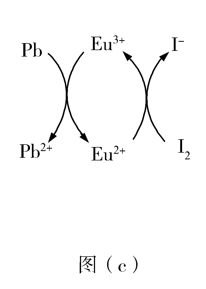 Pb Eu³⁺ I⁻
Pb²⁺ Eu²⁺ I₂
图（c）